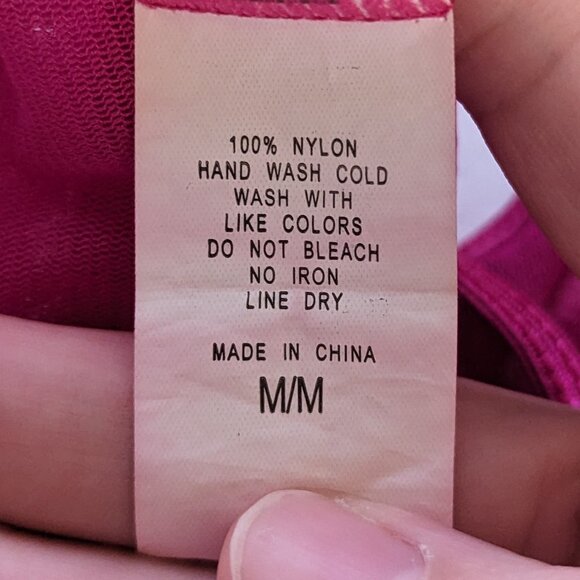 100% NYLON
HAND WASH COLD
WASH WITH
LIKE COLORS
DO NOT BLEACH
NO IRON
LINE DRY
MADE IN CHINA
M/M